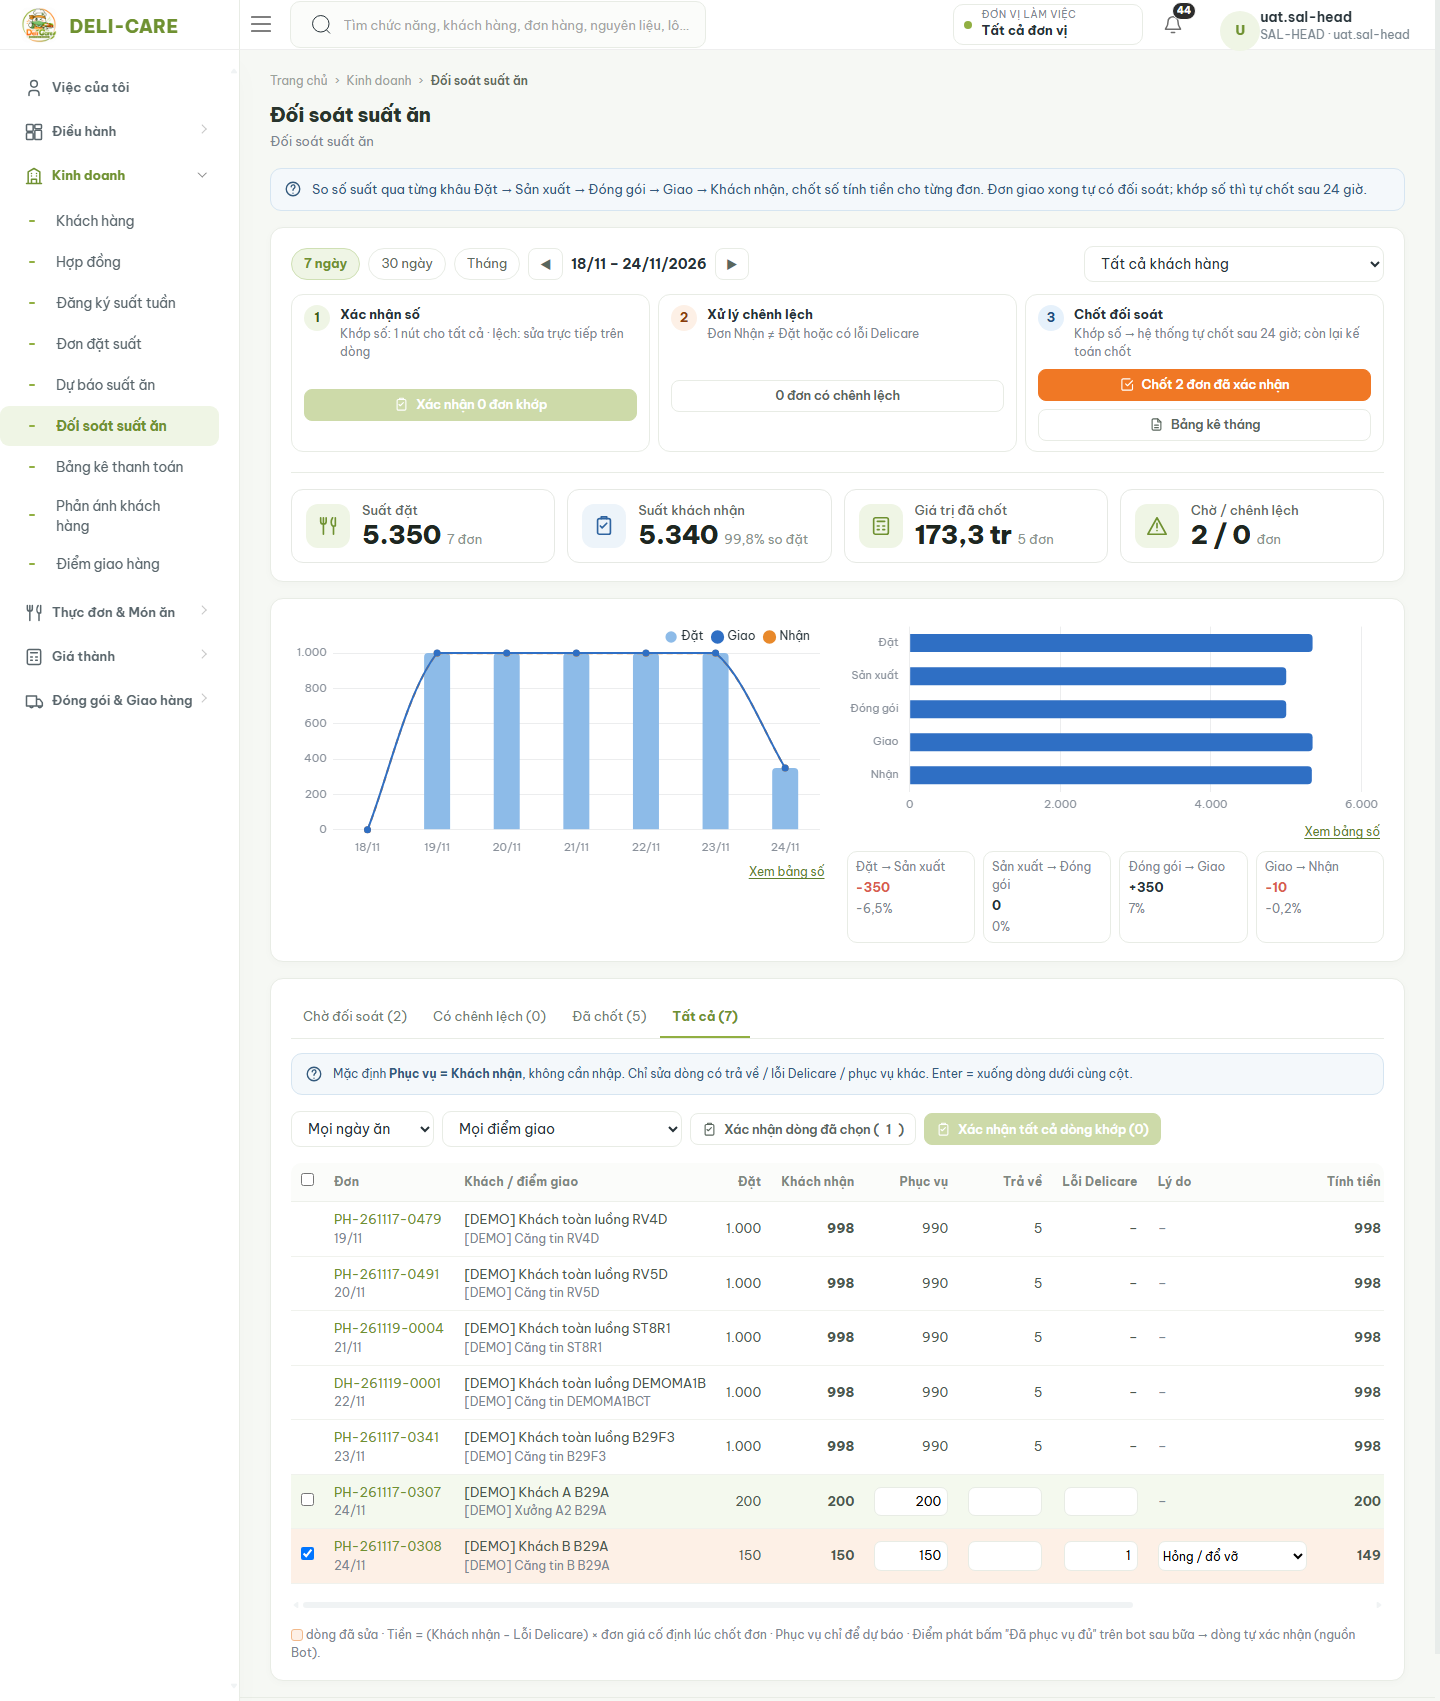 DELI-CARE
Tìm chức năng, khách hàng, đơn hàng, nguyên liệu, lô...
ĐƠN VỊ LÀM VIỆC
Tất cả đơn vị
44
U
uat.sal-head
SAL-HEAD · uat.sal-head
Việc của tôi
Điều hành
Kinh doanh
Khách hàng
Hợp đồng
Đăng ký suất tuần
Đơn đặt suất
Dự báo suất ăn
Đối soát suất ăn
Bảng kê thanh toán
Phản ánh khách
hàng
Điểm giao hàng
Thực đơn & Món ăn
Giá thành
Đóng gói & Giao hàng
Trang chủ › Kinh doanh › Đối soát suất ăn
Đối soát suất ăn
Đối soát suất ăn
So số suất qua từng khâu Đặt → Sản xuất → Đóng gói → Giao → Khách nhận, chốt số tính tiền cho từng đơn. Đơn giao xong tự có đối soát; khớp số thì tự chốt sau 24 giờ.
7 ngày
30 ngày
Tháng
◀ 18/11 – 24/11/2026 ▶
Tất cả khách hàng
1 Xác nhận số
Khớp số: 1 nút cho tất cả · lệch: sửa trực tiếp trên
dòng
Xác nhận 0 đơn khớp
2 Xử lý chênh lệch
Đơn Nhận ≠ Đặt hoặc có lỗi Delicare
0 đơn có chênh lệch
3 Chốt đối soát
Khớp số → hệ thống tự chốt sau 24 giờ; còn lại kế
toán chốt
Chốt 2 đơn đã xác nhận
Bảng kê tháng
Suất đặt
5.350 7 đơn
Suất khách nhận
5.340 99,8% so đặt
Giá trị đã chốt
173,3 tr 5 đơn
Chờ / chênh lệch
2 / 0 đơn
Đặt Giao Nhận
1.000
800
600
400
200
0
18/11 19/11 20/11 21/11 22/11 23/11 24/11
Xem bảng số
Đặt
Sản xuất
Đóng gói
Giao
Nhận
0 2.000 4.000 6.000
Xem bảng số
Đặt → Sản xuất
-350
-6,5%
Sản xuất → Đóng
gói
0
0%
Đóng gói → Giao
+350
7%
Giao → Nhận
-10
-0,2%
Chờ đối soát (2) Có chênh lệch (0) Đã chốt (5) Tất cả (7)
Mặc định Phục vụ = Khách nhận, không cần nhập. Chỉ sửa dòng có trả về / lỗi Delicare / phục vụ khác. Enter = xuống dòng dưới cùng cột.
Mọi ngày ăn
Mọi điểm giao
Xác nhận dòng đã chọn ( 1 )
Xác nhận tất cả dòng khớp (0)
Đơn Khách / điểm giao Đặt Khách nhận Phục vụ Trả về Lỗi Delicare Lý do Tính tiền
PH-261117-0479 [DEMO] Khách toàn luồng RV4D 1.000 998 990 5 – – 998
19/11 [DEMO] Căng tin RV4D
PH-261117-0491 [DEMO] Khách toàn luồng RV5D 1.000 998 990 5 – – 998
20/11 [DEMO] Căng tin RV5D
PH-261119-0004 [DEMO] Khách toàn luồng ST8R1 1.000 998 990 5 – – 998
21/11 [DEMO] Căng tin ST8R1
DH-261119-0001 [DEMO] Khách toàn luồng DEMOMA1B 1.000 998 990 5 – – 998
22/11 [DEMO] Căng tin DEMOMA1BCT
PH-261117-0341 [DEMO] Khách toàn luồng B29F3 1.000 998 990 5 – – 998
23/11 [DEMO] Căng tin B29F3
PH-261117-0307 [DEMO] Khách A B29A 200 200 200 – 200
24/11 [DEMO] Xưởng A2 B29A
PH-261117-0308 [DEMO] Khách B B29A 150 150 150 1 Hỏng / đổ vỡ 149
24/11 [DEMO] Căng tin B B29A
dòng đã sửa · Tiền = (Khách nhận − Lỗi Delicare) × đơn giá cố định lúc chốt đơn · Phục vụ chỉ để dự báo · Điểm phát bấm "Đã phục vụ đủ" trên bot sau bữa → dòng tự xác nhận (nguồn
Bot).